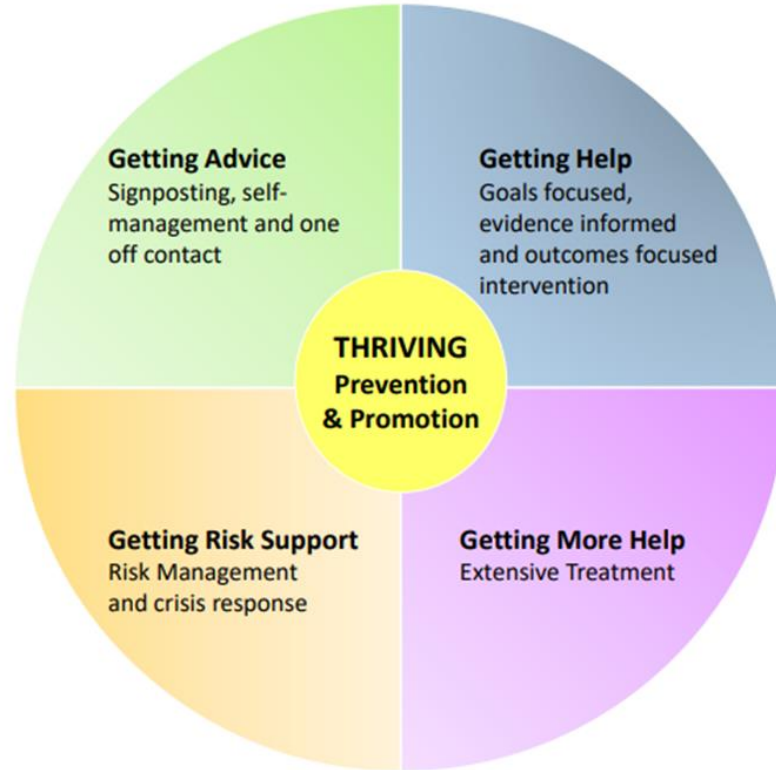 Getting Advice
Signposting, self-
management and one
off contact
Getting Help
Goals focused,
evidence informed
and outcomes focused
intervention
THRIVING
Prevention
& Promotion
Getting Risk Support
Risk Management
and crisis response
Getting More Help
Extensive Treatment